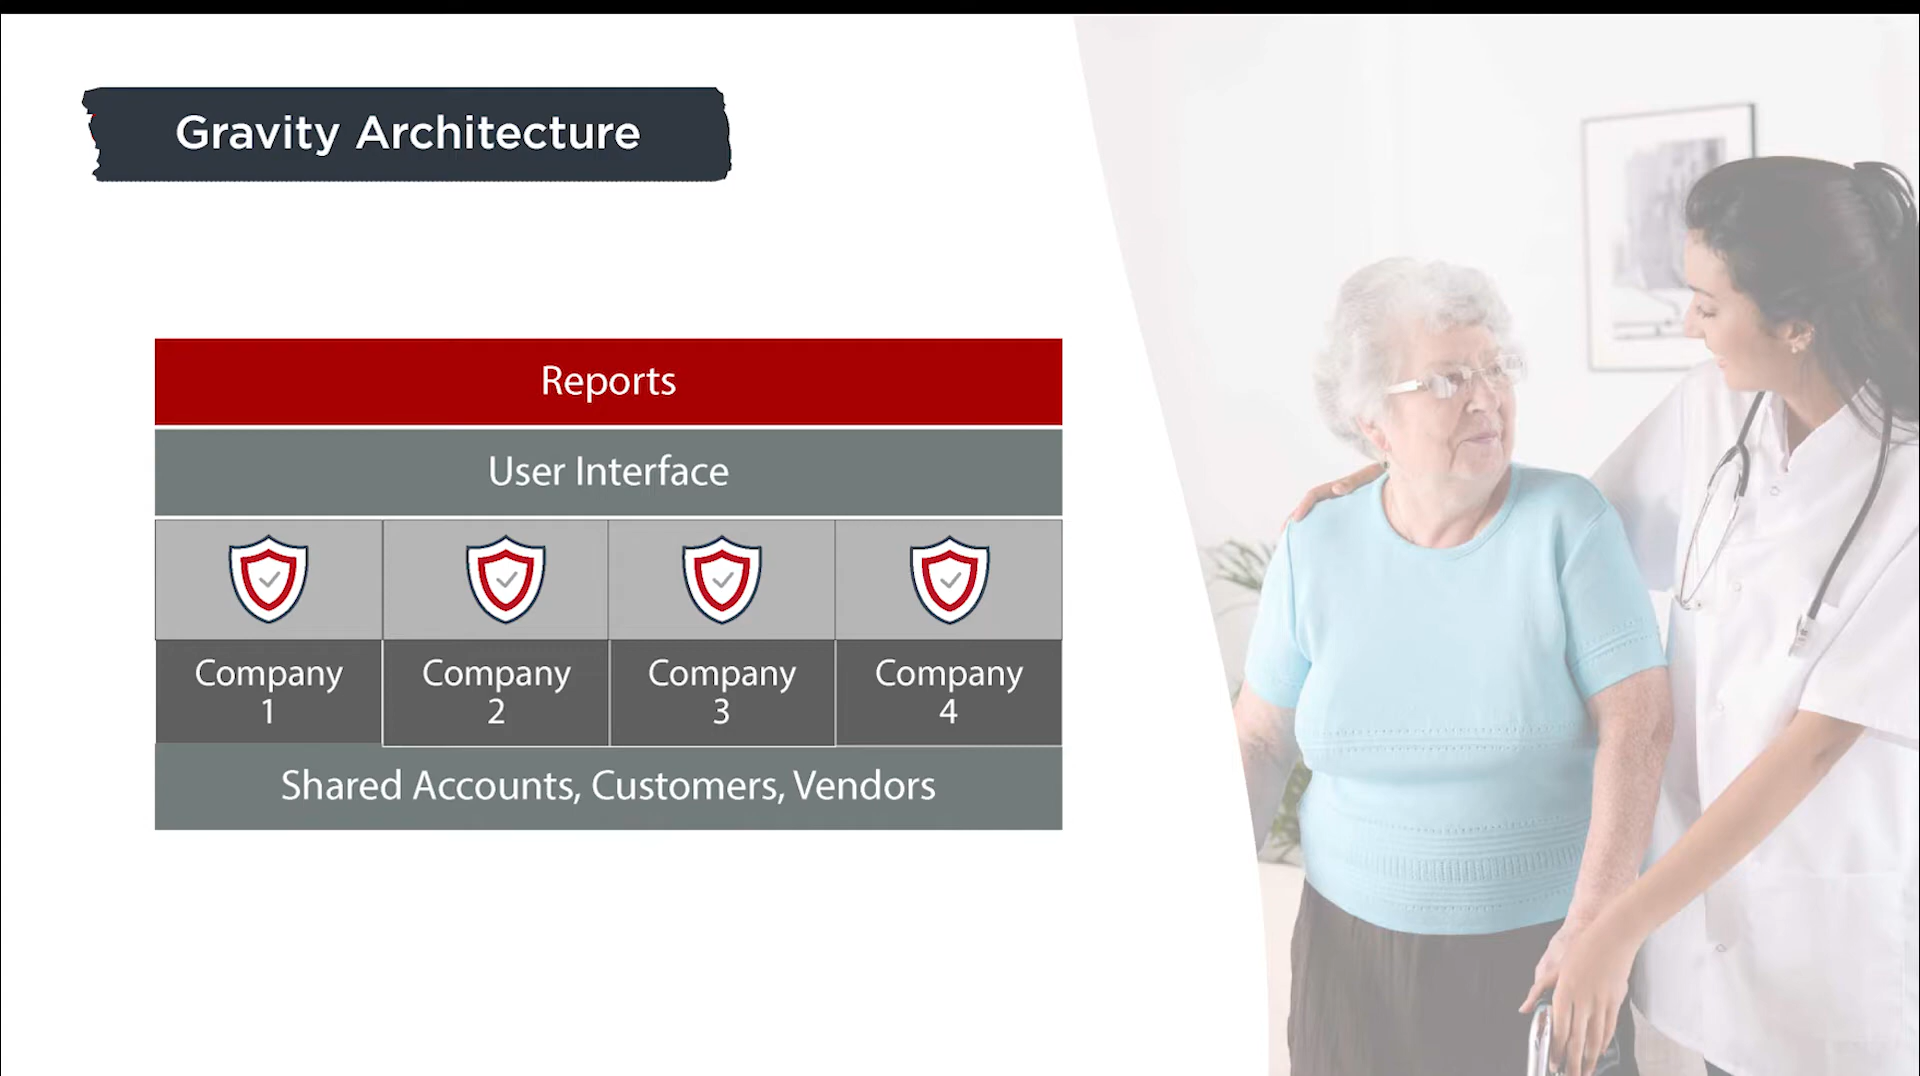 Gravity Architecture
Reports
User Interface
Company
1
Company
2
Company
3
Company
4
Shared Accounts, Customers, Vendors